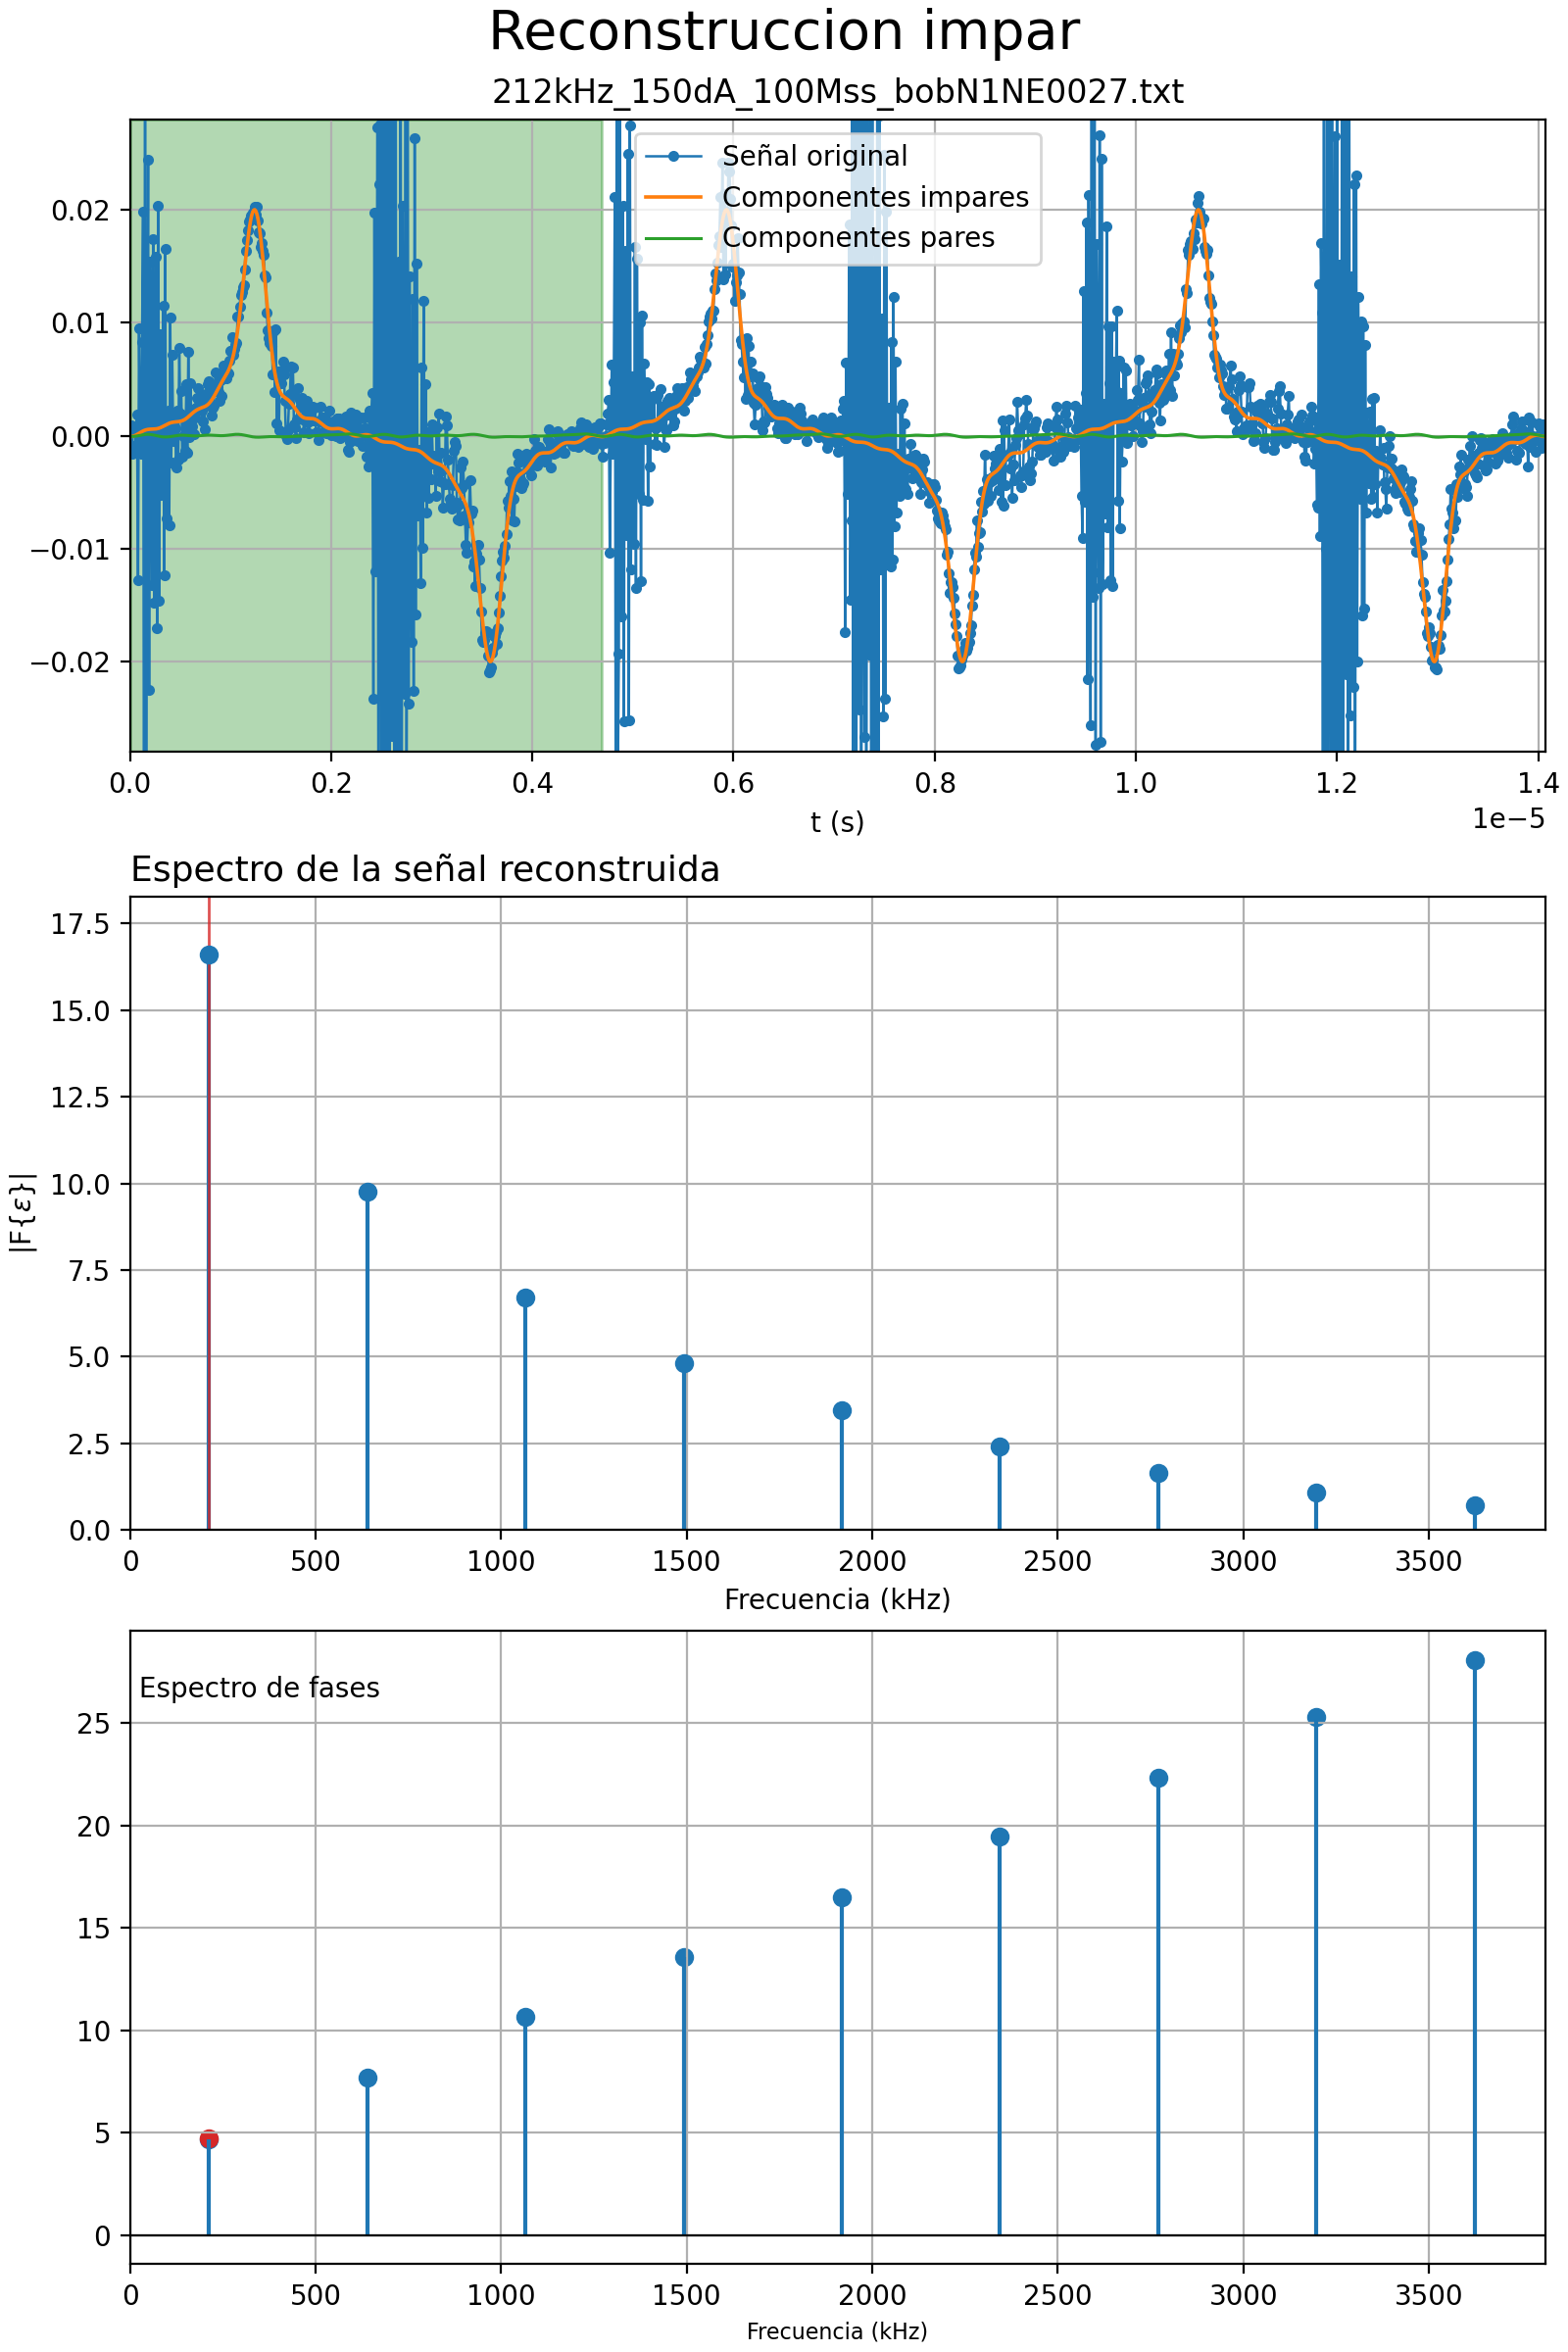 Reconstruccion impar
212kHz_150dA_100Mss_bobN1NE0027.txt
Señal original
Componentes impares
Componentes pares
0.02
0.01
0.00
−0.01
−0.02
0.0 0.2 0.4 0.6 0.8 1.0 1.2 1.4
t (s)
1e−5
Espectro de la señal reconstruida
17.5
15.0
12.5
10.0
7.5
5.0
2.5
0.0
|F{ε}|
0 500 1000 1500 2000 2500 3000 3500
Frecuencia (kHz)
Espectro de fases
25
20
15
10
5
0
0 500 1000 1500 2000 2500 3000 3500
Frecuencia (kHz)